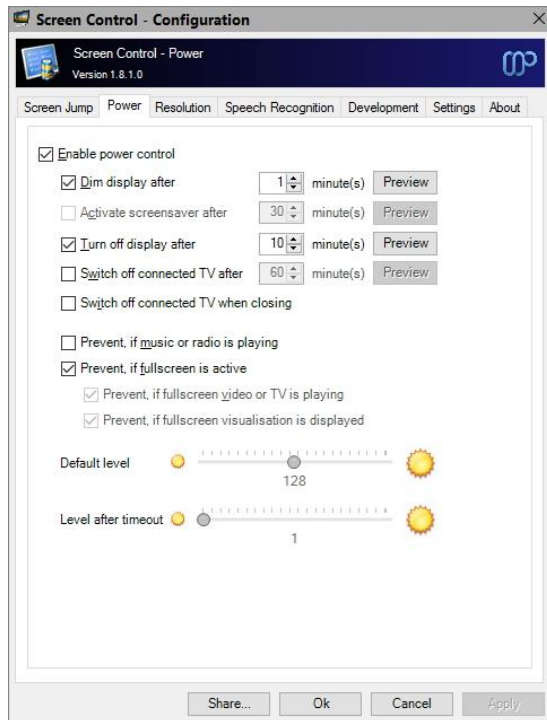 Screen Control - Configuration
Screen Control - Power
Version 1.8.1.0
Screen Jump Power Resolution Speech Recognition Development Settings About
Enable power control
Dim display after 1 minute(s) Preview
Activate screensaver after 30 minute(s) Preview
Turn off display after 10 minute(s) Preview
Switch off connected TV after 60 minute(s) Preview
Switch off connected TV when closing
Prevent, if music or radio is playing
Prevent, if fullscreen is active
Prevent, if fullscreen video or TV is playing
Prevent, if fullscreen visualisation is displayed
Default level
128
Level after timeout
1
Share... Ok Cancel Apply